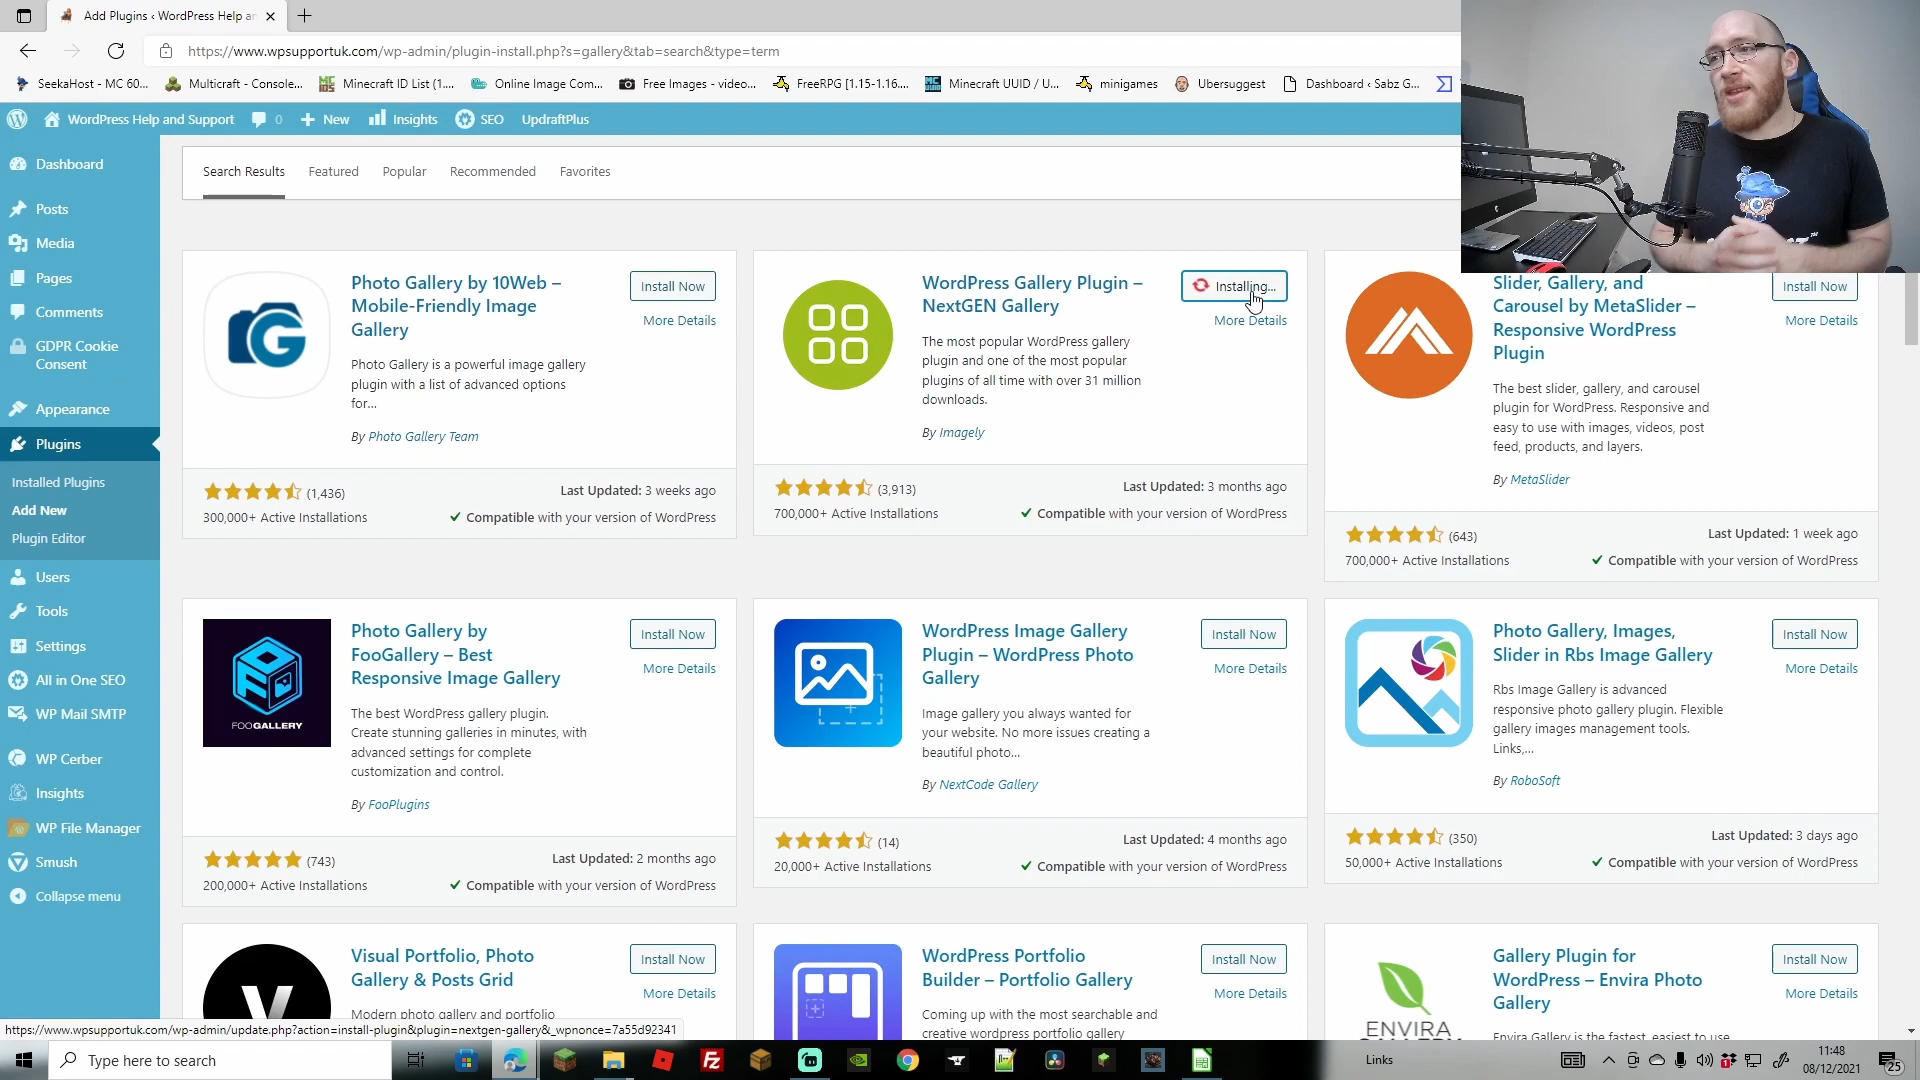 Add Plugins ‹ WordPress Help an
https://www.wpsupportuk.com/wp-admin/plugin-install.php?s=gallery&tab=search&type=term
SeekaHost - MC 60...
Multicraft - Console...
Minecraft ID List (1....
Online Image Com...
Free Images - video...
FreeRPG [1.15-1.16....
Minecraft UUID / U...
minigames
Ubersuggest
Dashboard ‹ Sabz G...
WordPress Help and Support
0
New
Insights
SEO
UpdraftPlus
Dashboard
Posts
Media
Pages
Comments
GDPR Cookie
Consent
Appearance
Plugins
Installed Plugins
Add New
Plugin Editor
Users
Tools
Settings
All in One SEO
WP Mail SMTP
WP Cerber
Insights
WP File Manager
Smush
Collapse menu
Search Results
Featured
Popular
Recommended
Favorites
Photo Gallery by 10Web –
Mobile-Friendly Image
Gallery
Install Now
More Details
Photo Gallery is a powerful image gallery
plugin with a list of advanced options
for...
By Photo Gallery Team
(1,436)
Last Updated: 3 weeks ago
300,000+ Active Installations
Compatible with your version of WordPress
WordPress Gallery Plugin –
NextGEN Gallery
Installing...
More Details
The most popular WordPress gallery
plugin and one of the most popular
plugins of all time with over 31 million
downloads.
By Imagely
(3,913)
Last Updated: 3 months ago
700,000+ Active Installations
Compatible with your version of WordPress
Slider, Gallery, and
Carousel by MetaSlider –
Responsive WordPress
Plugin
Install Now
More Details
The best slider, gallery, and carousel
plugin for WordPress. Responsive and
easy to use with images, videos, post
feed, products, and layers.
By MetaSlider
(643)
Last Updated: 1 week ago
700,000+ Active Installations
Compatible with your version of WordPress
FOOGALLERY
Photo Gallery by
FooGallery – Best
Responsive Image Gallery
Install Now
More Details
The best WordPress gallery plugin.
Create stunning galleries in minutes, with
advanced settings for complete
customization and control.
By FooPlugins
(743)
Last Updated: 2 months ago
200,000+ Active Installations
Compatible with your version of WordPress
WordPress Image Gallery
Plugin – WordPress Photo
Gallery
Install Now
More Details
Image gallery you always wanted for
your website. No more issues creating a
beautiful photo...
By NextCode Gallery
(14)
Last Updated: 4 months ago
20,000+ Active Installations
Compatible with your version of WordPress
Photo Gallery, Images,
Slider in Rbs Image Gallery
Install Now
More Details
Rbs Image Gallery is advanced
responsive photo gallery plugin. Flexible
gallery images management tools.
Links,...
By RoboSoft
(350)
Last Updated: 3 days ago
50,000+ Active Installations
Compatible with your version of WordPress
Visual Portfolio, Photo
Gallery & Posts Grid
Install Now
More Details
Modern photo gallery and portfolio
WordPress Portfolio
Builder – Portfolio Gallery
Install Now
More Details
Coming up with the most searchable and
creative wordpress portfolio gallery
ENVIRA
Gallery Plugin for
WordPress – Envira Photo
Gallery
Install Now
More Details
Envira Gallery is the fastest, easiest to use
https://www.wpsupportuk.com/wp-admin/update.php?action=install-plugin&plugin=nextgen-gallery&_wpnonce=7a55d92341
Type here to search
Links
11:48
08/12/2021
25